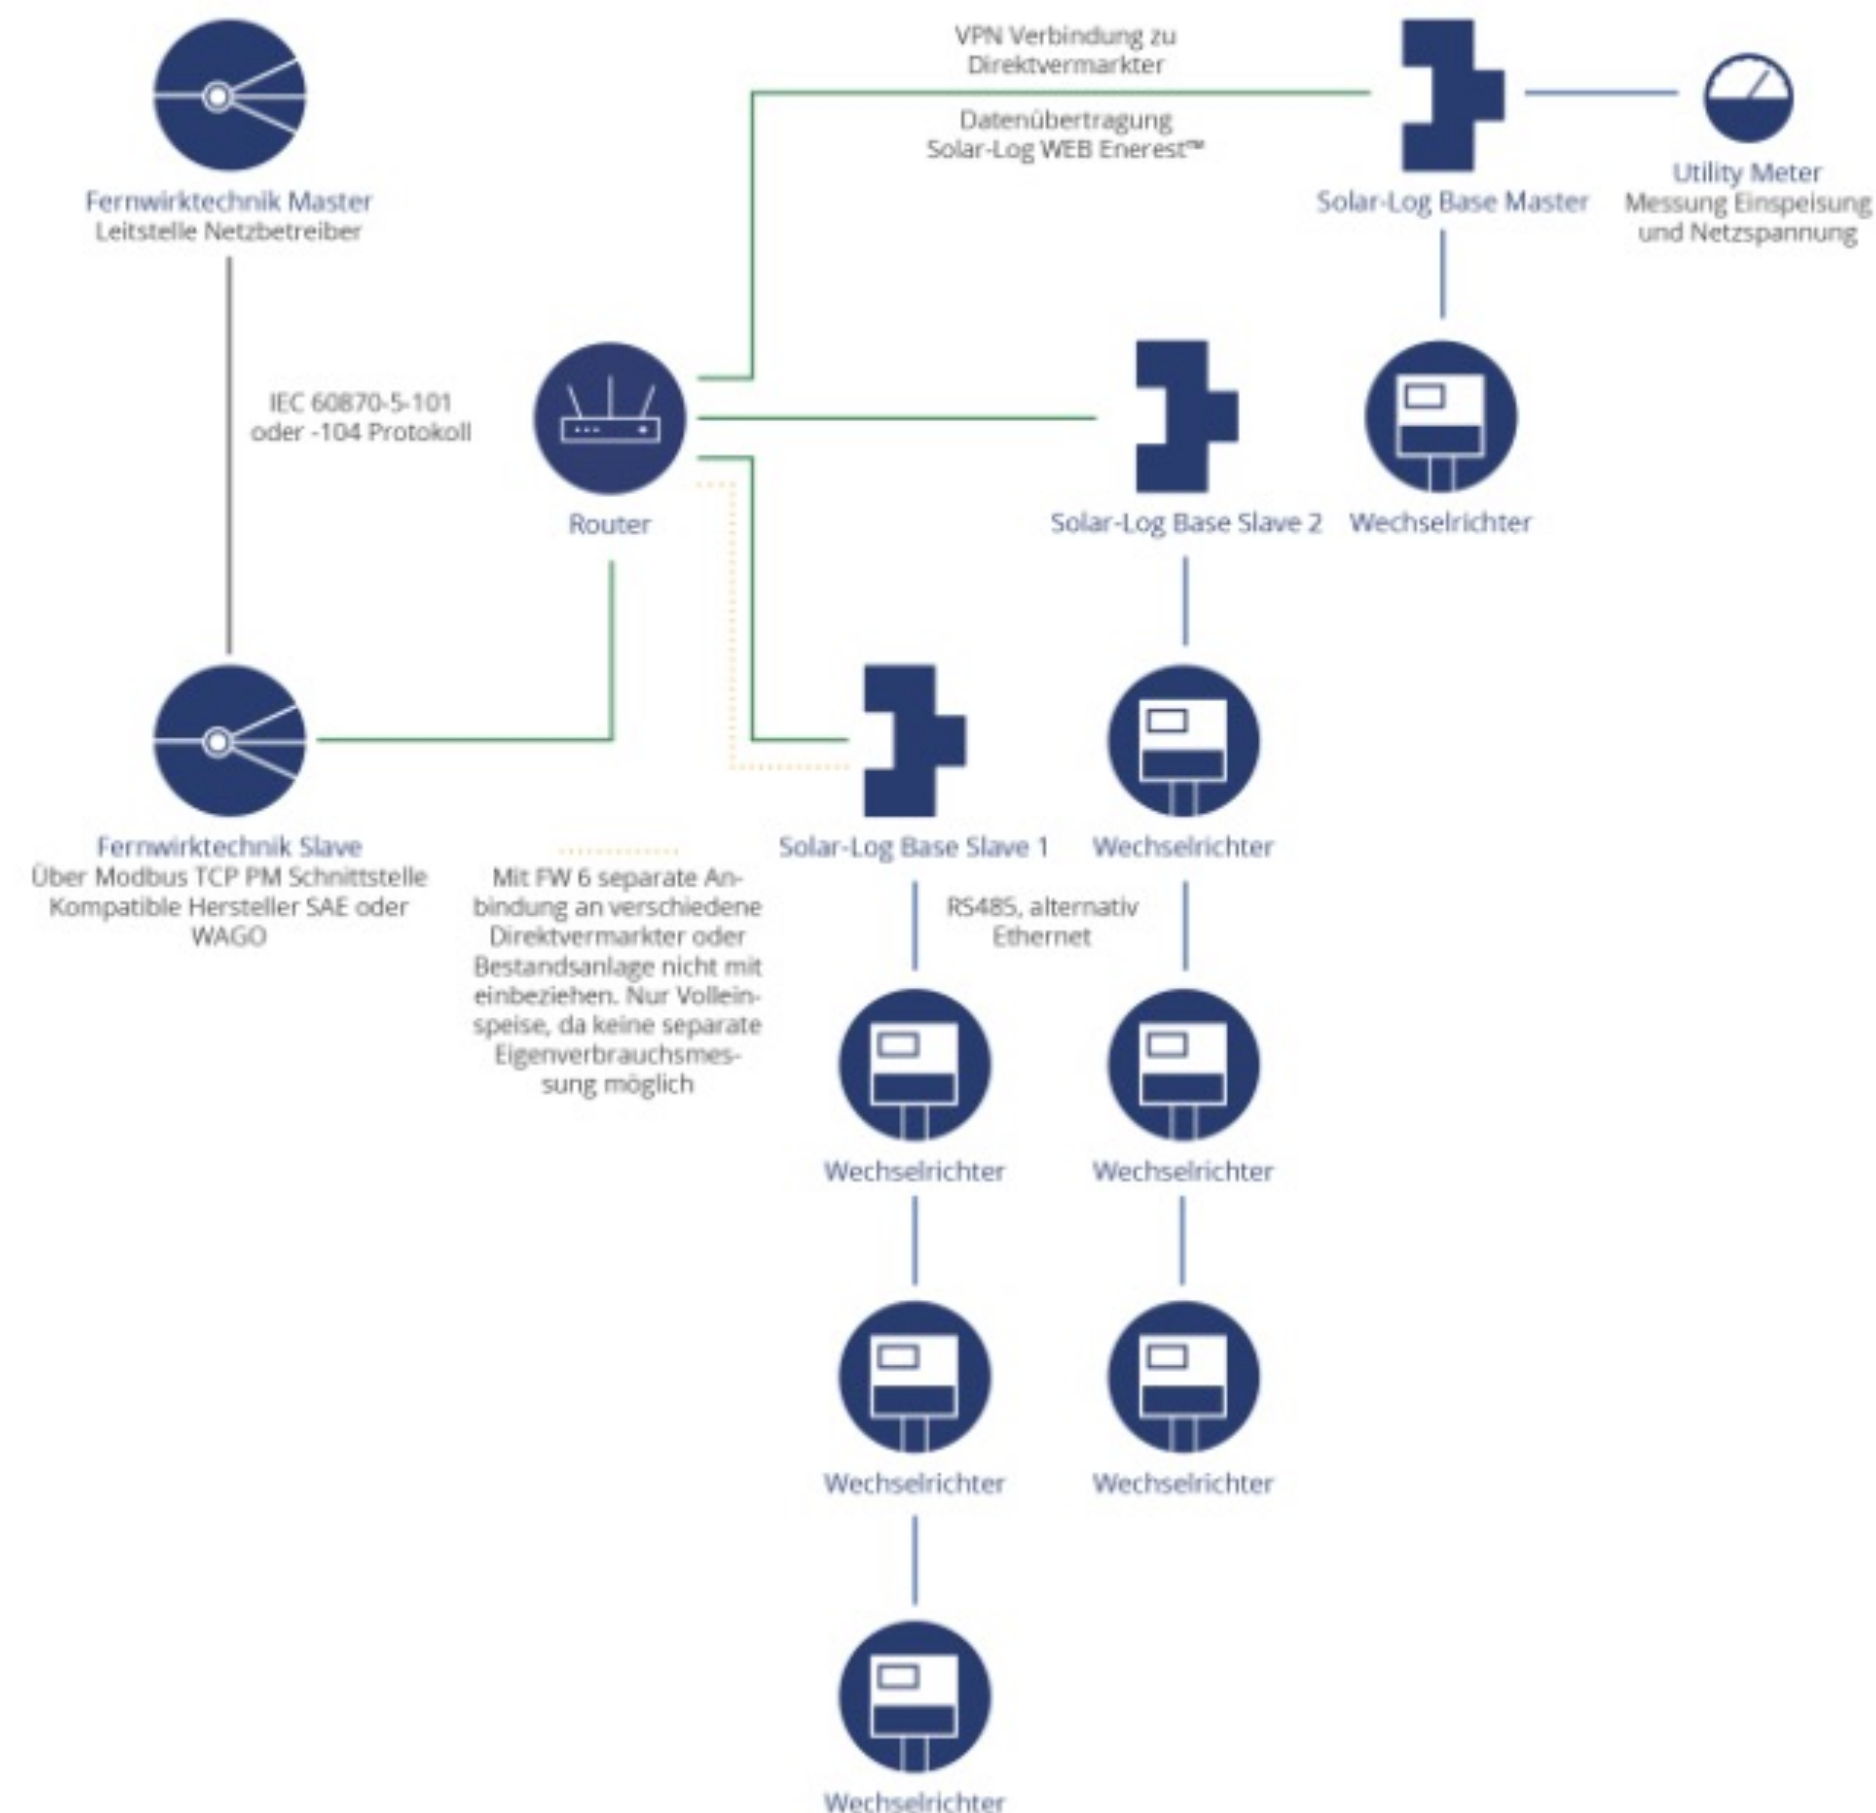 VPN Verbindung zu
Direktvermarkter
Datenübertragung
Solar-Log WEB Enerest™
Fernwirktechnik Master
Leitstelle Netzbetreiber
Solar-Log Base Master
Utility Meter
Messung Einspeisung
und Netzspannung
IEC 60870-5-101
oder -104 Protokoll
Router
Solar-Log Base Slave 2
Wechselrichter
Fernwirktechnik Slave
Über Modbus TCP PM Schnittstelle
Kompatible Hersteller SAE oder
WAGO
Mit FW 6 separate An-
bindung an verschiedene
Direktvermarkter oder
Bestandsanlage nicht mit
einbeziehen. Nur Vollein-
speise, da keine separate
Eigenverbrauchsmes-
sung möglich
Solar-Log Base Slave 1
Wechselrichter
RS485, alternativ
Ethernet
Wechselrichter
Wechselrichter
Wechselrichter
Wechselrichter
Wechselrichter